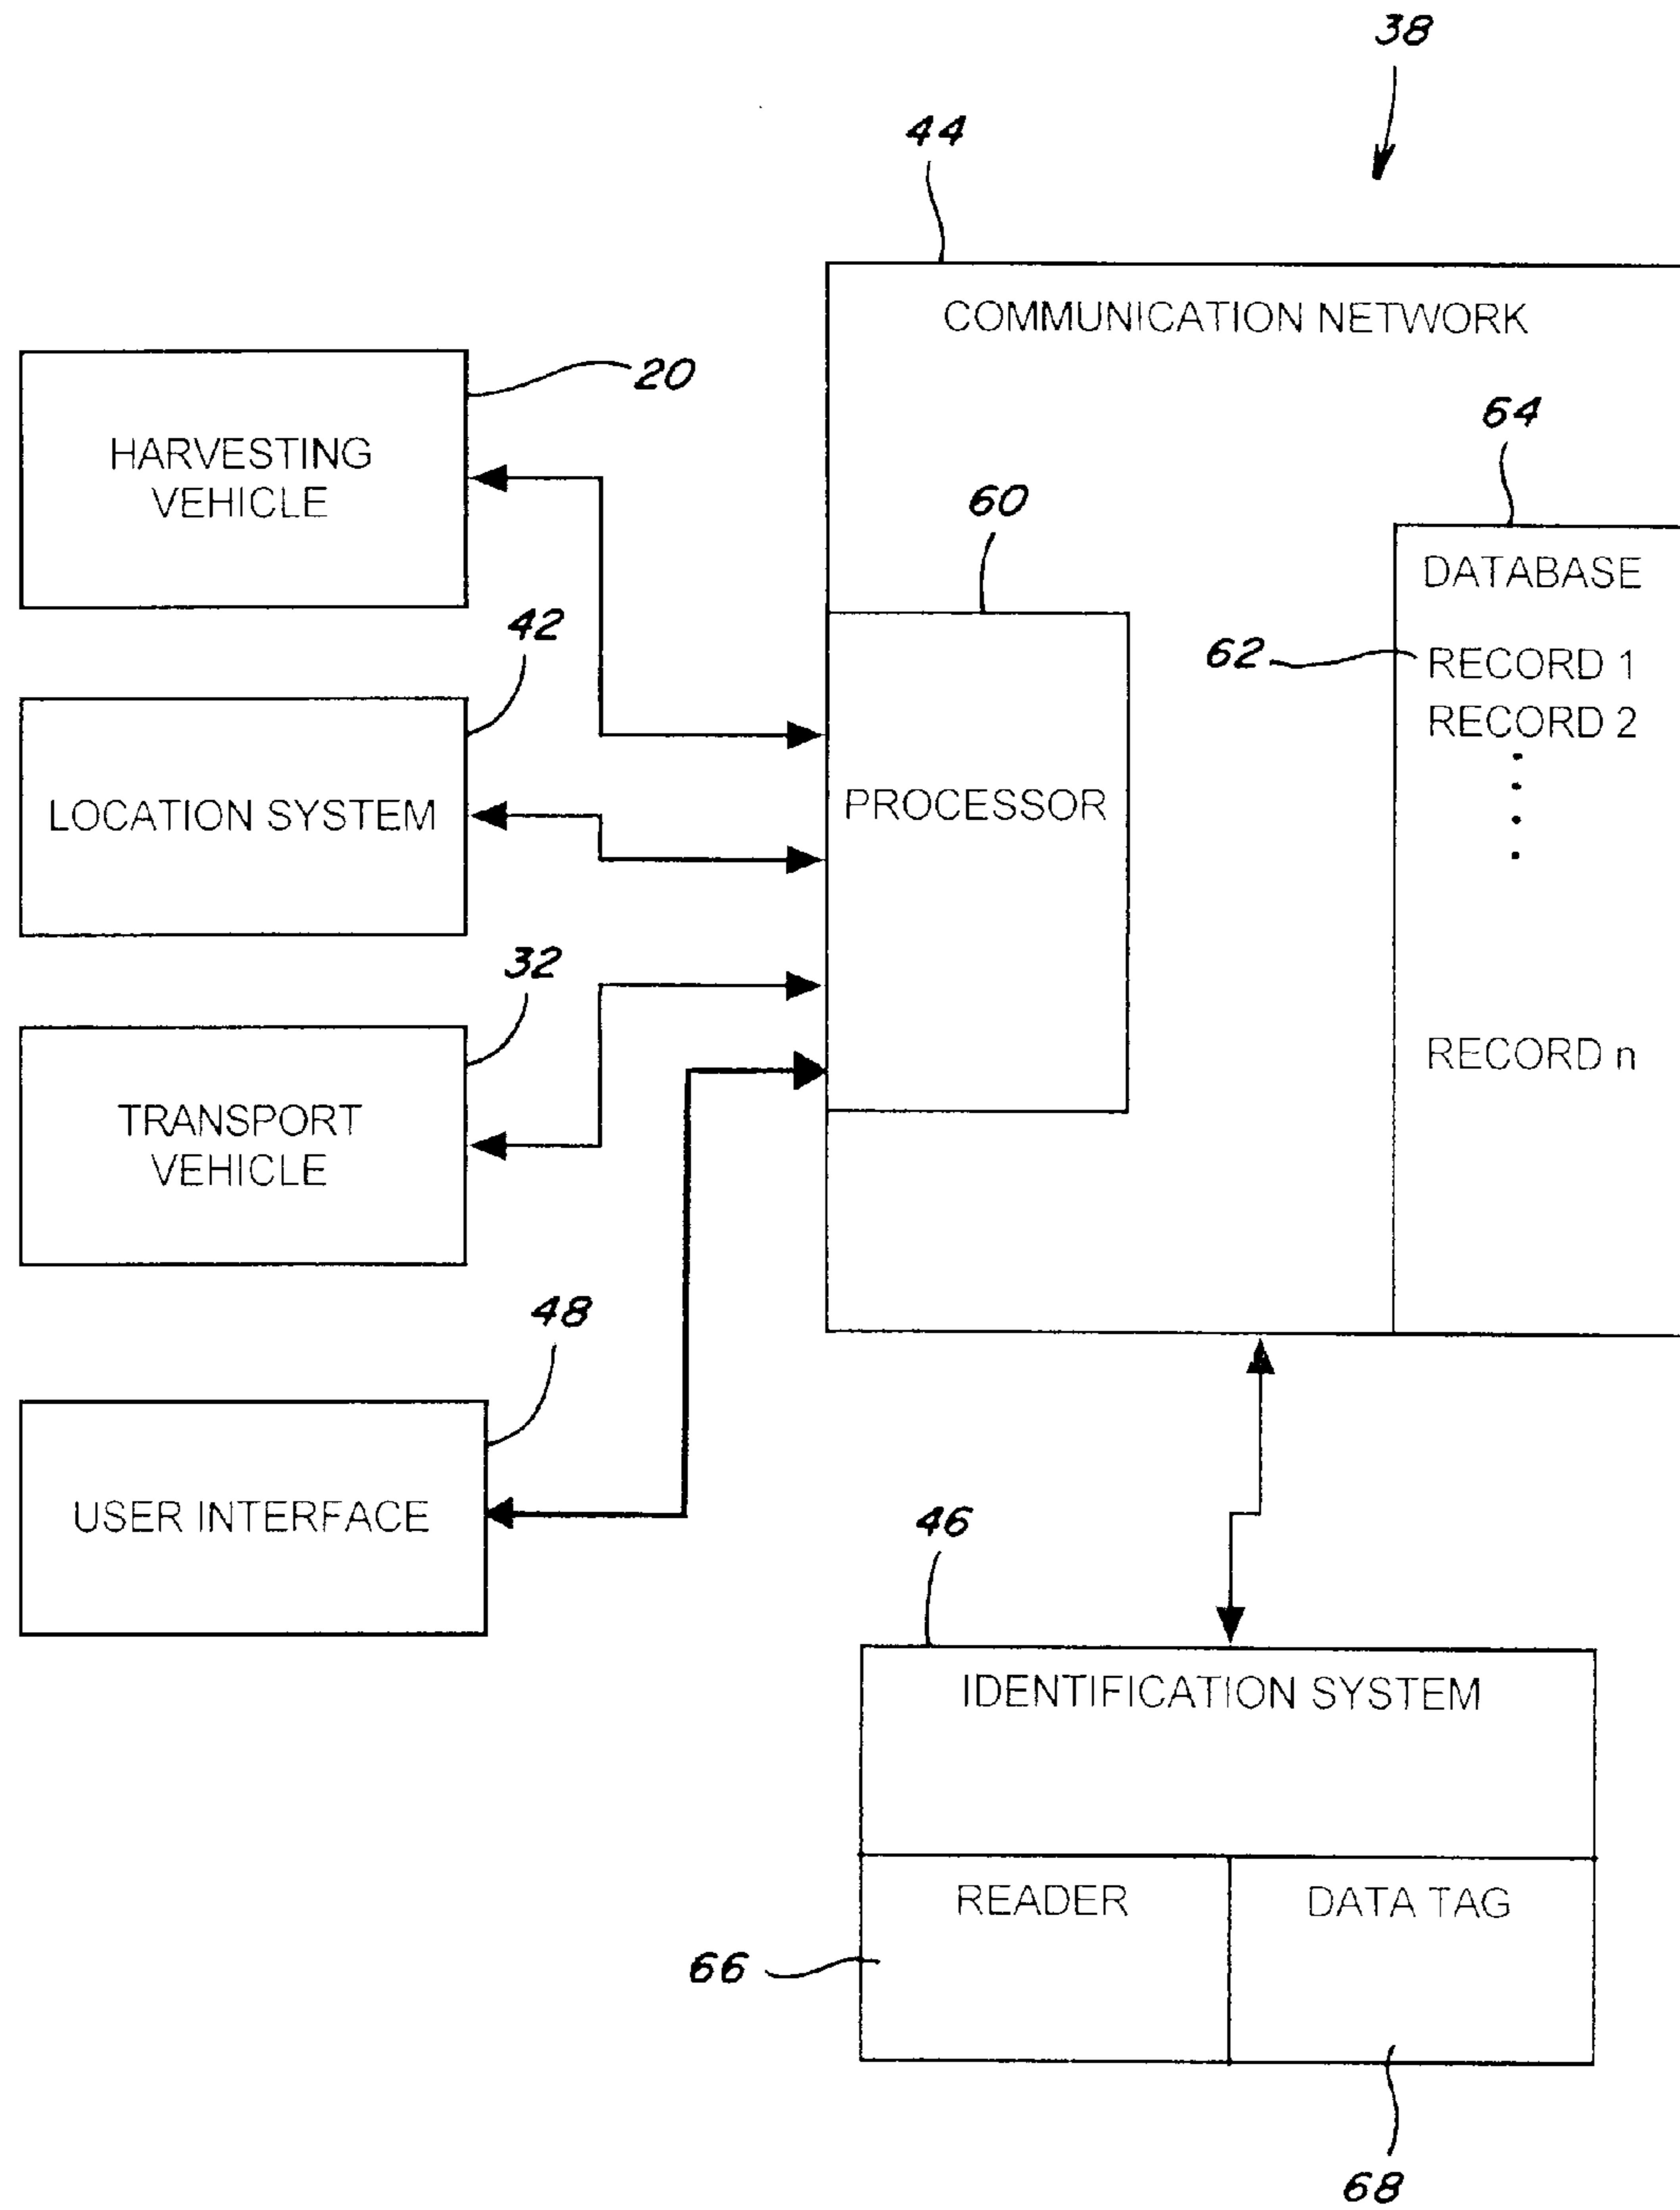 38
44
COMMUNICATION NETWORK
20
HARVESTING
VEHICLE
64
60
DATABASE
42
62
RECORD 1
RECORD 2
LOCATION SYSTEM
PROCESSOR
32
RECORD n
TRANSPORT
VEHICLE
48
USER INTERFACE
46
IDENTIFICATION SYSTEM
READER
DATA TAG
66
68